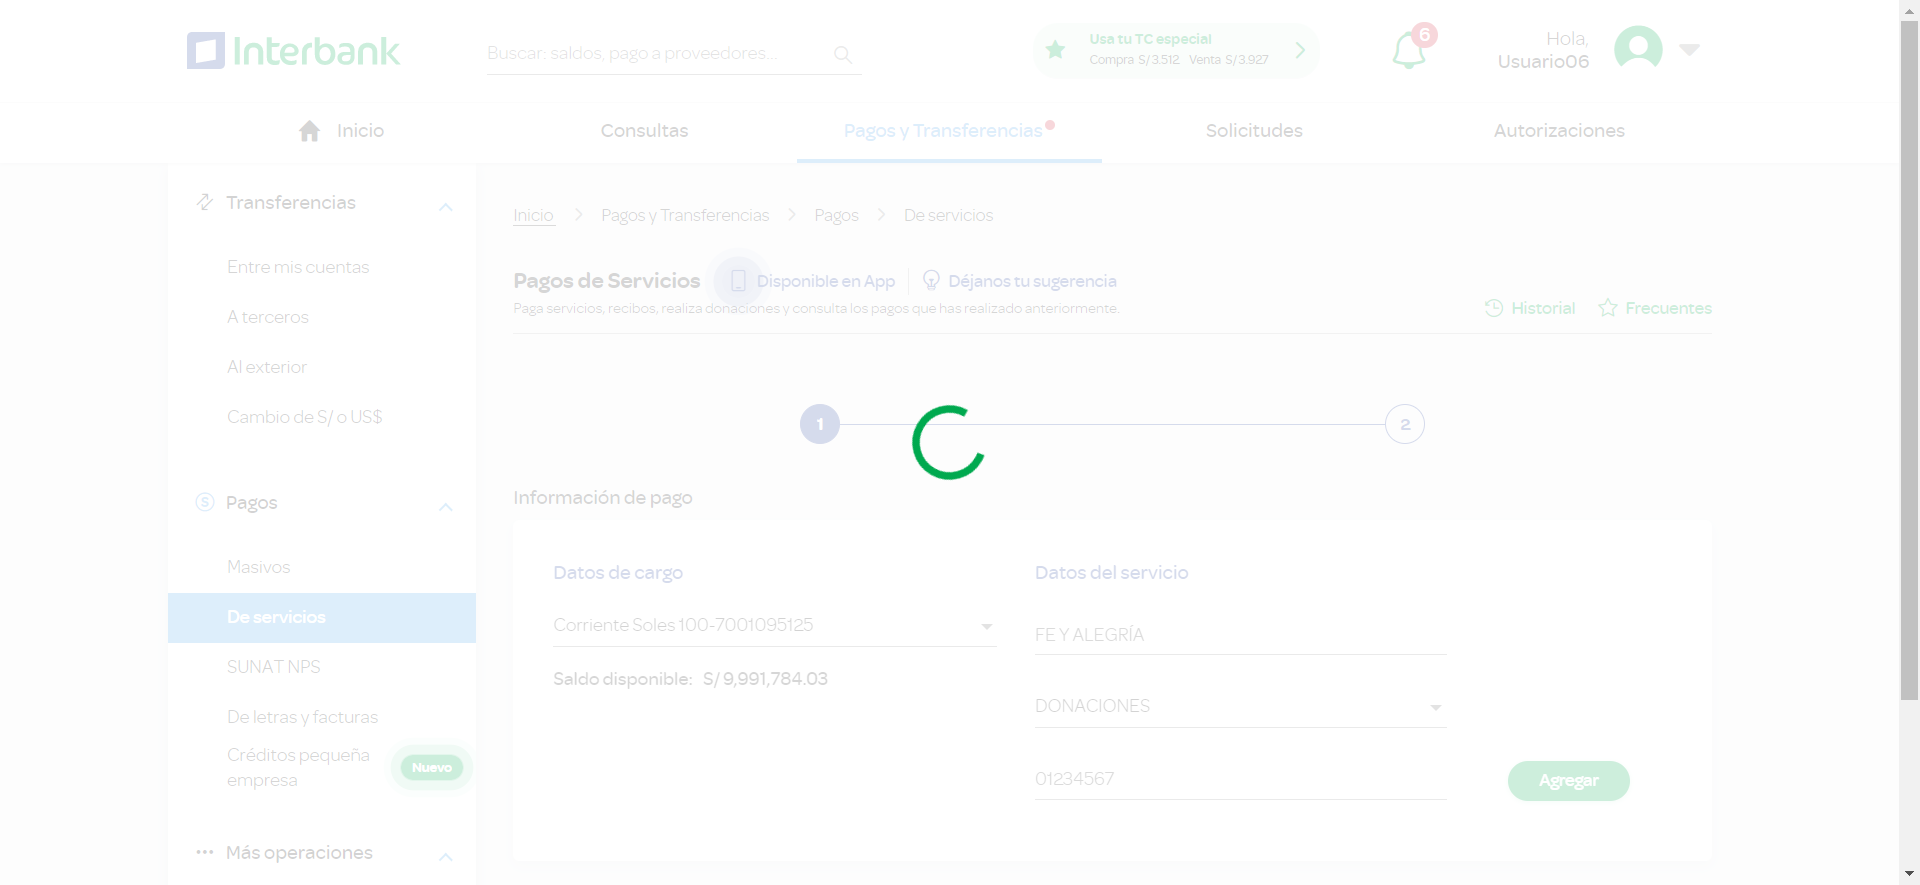 Interbank
Buscar: saldos, pago a proveedores...
Usa tu TC especial
Compra S/3.512 Venta S/3.927
6
Hola,
Usuario06
Inicio
Consultas
Pagos y Transferencias
Solicitudes
Autorizaciones
Transferencias
Entre mis cuentas
A terceros
Al exterior
Cambio de S/ o US$
Pagos
Masivos
De servicios
SUNAT NPS
De letras y facturas
Créditos pequeña
empresa
Nuevo
Más operaciones
Inicio > Pagos y Transferencias > Pagos > De servicios
Pagos de Servicios
Disponible en App
Déjanos tu sugerencia
Paga servicios, recibos, realiza donaciones y consulta los pagos que has realizado anteriormente.
Historial
Frecuentes
1
2
Información de pago
Datos de cargo
Corriente Soles 100-7001095125
Saldo disponible: S/ 9,991,784.03
Datos del servicio
FE Y ALEGRÍA
DONACIONES
01234567
Agregar